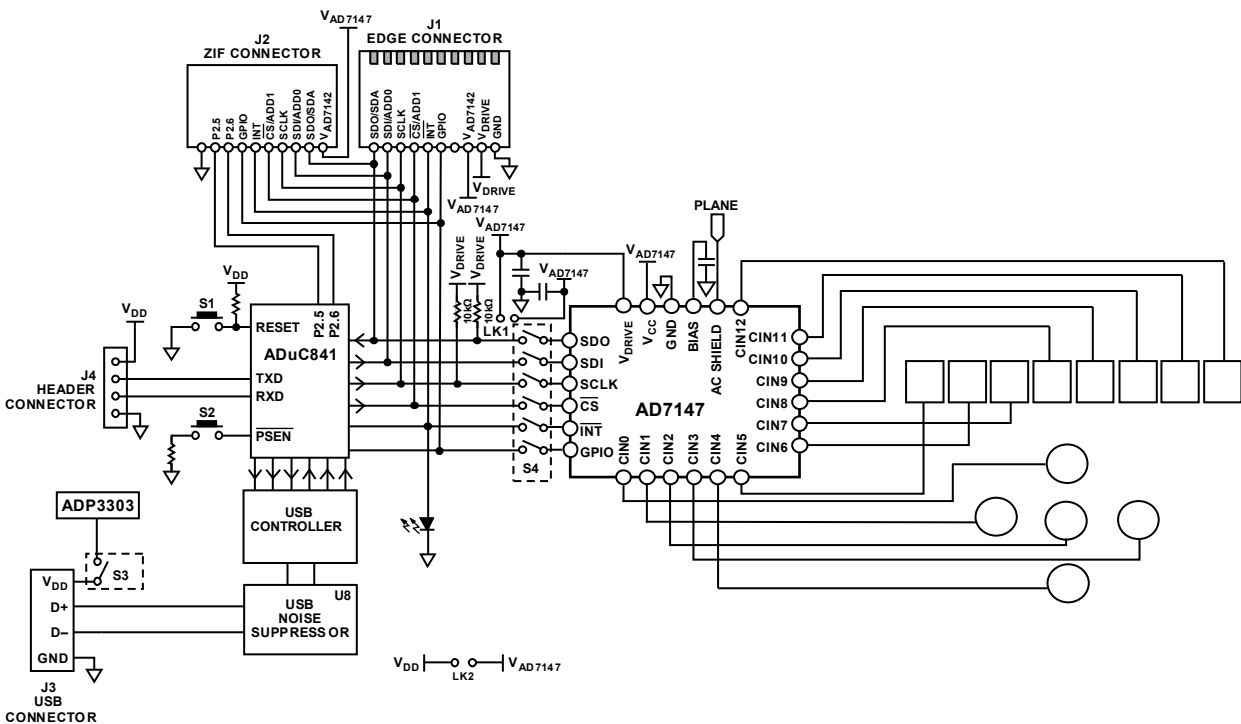 VAD7147
J2
ZIF CONNECTOR
J1
EDGE CONNECTOR
P2.5
P2.6
GPIO
INT
CS/ADD1
SCLK
SDI/ADD0
SDO/SDA
VAD7142
SDO/SDA
SDI/ADD0
SCLK
CS/ADD1
INT
GPIO
VAD7142
VDRIVE
GND
VDRIVE
VAD7147
VAD7147
VDRIVE
VDRIVE
10kΩ
10kΩ
VAD7147
LK1
VAD7147
PLANE
VDD
S1
VDD
RESET
P2.5
P2.6
ADuC841
J4
HEADER
CONNECTOR
TXD
RXD
S2
PSEN
S4
SDO
SDI
SCLK
CS
INT
GPIO
VDRIVE
VCC
GND
BIAS
AC SHIELD
CIN12
AD7147
CIN11
CIN10
CIN9
CIN8
CIN7
CIN6
CIN0
CIN1
CIN2
CIN3
CIN4
CIN5
ADP3303
S3
USB
CONTROLLER
VDD
D+
D–
GND
U8
USB
NOISE
SUPPRESSOR
J3
USB
CONNECTOR
VDD
LK2
VAD7147